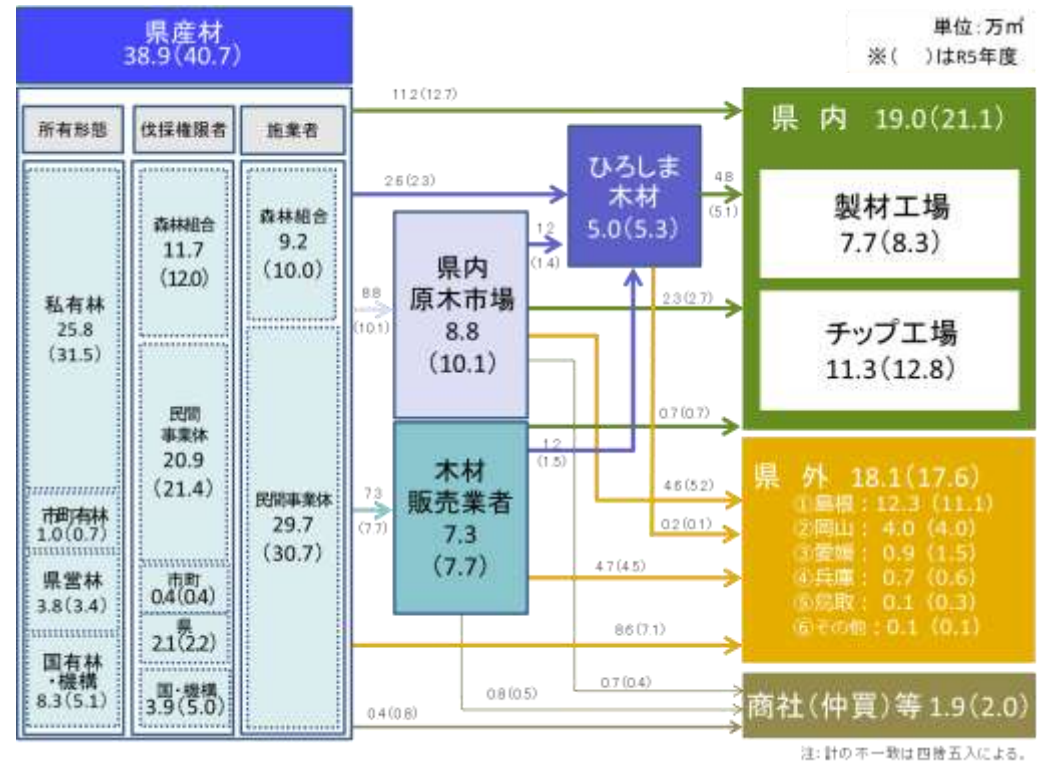 県産材
38.9(40.7)
単位：万㎥
※(　)はR5年度
所有形態
伐採権限者
施業者
私有林
25.8
(31.5)
市町有林
1.0(0.7)
県営林
3.8(3.4)
国有林
・機構
8.3(5.1)
森林組合
11.7
(12.0)
民間
事業体
20.9
(21.4)
市町
0.4(0.4)
県
2.1(2.2)
国・機構
3.9(5.0)
森林組合
9.2
(10.0)
民間事業体
29.7
(30.7)
11.2(12.7)
2.6(2.3)
8.8
(10.1)
7.3
(7.7)
県内
原木市場
8.8
(10.1)
木材
販売業者
7.3
(7.7)
ひろしま
木材
5.0(5.3)
1.2
(1.4)
4.8
(5.1)
2.3(2.7)
0.7(0.7)
1.2
(1.5)
4.6(5.2)
0.2(0.1)
4.7(4.5)
8.6(7.1)
0.7(0.4)
0.8(0.5)
0.4(0.8)
県　内　19.0(21.1)
製材工場
7.7(8.3)
チップ工場
11.3(12.8)
県　外　18.1(17.6)
①島根：12.3 (11.1)
②岡山： 4.0 (4.0)
③愛媛： 0.9 (1.5)
④兵庫： 0.7 (0.6)
⑤鳥取： 0.1 (0.3)
⑥その他：0.1 (0.1)
商社(仲買)等 1.9(2.0)
注：計の不一致は四捨五入による。